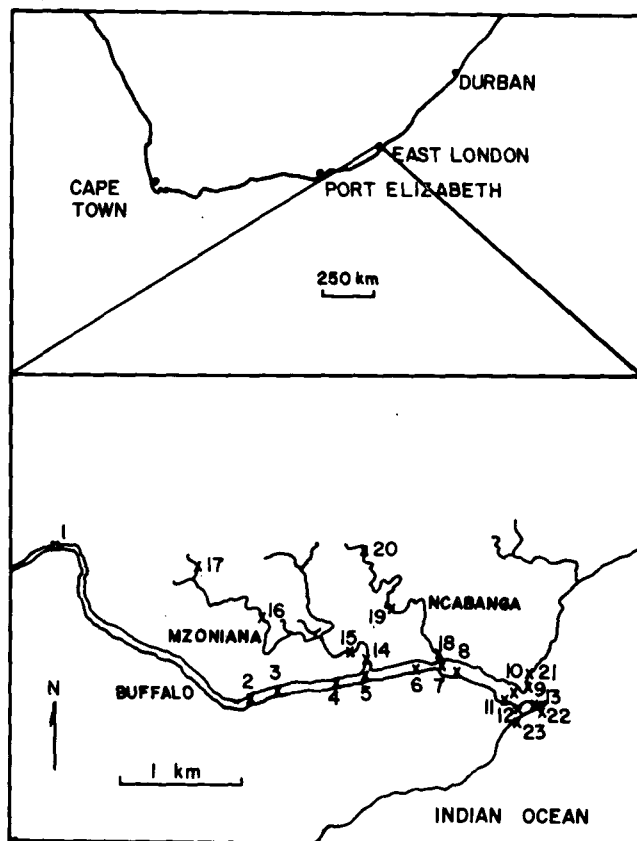 DURBAN
EAST LONDON
CAPE TOWN
PORT ELIZABETH
250 km
1
17
20
16
19
NCABANGA
MZONIANA
15
14
18
8
BUFFALO
2
3
4
5
6
7
10
21
9
11
12
13
22
23
N
1 km
INDIAN OCEAN